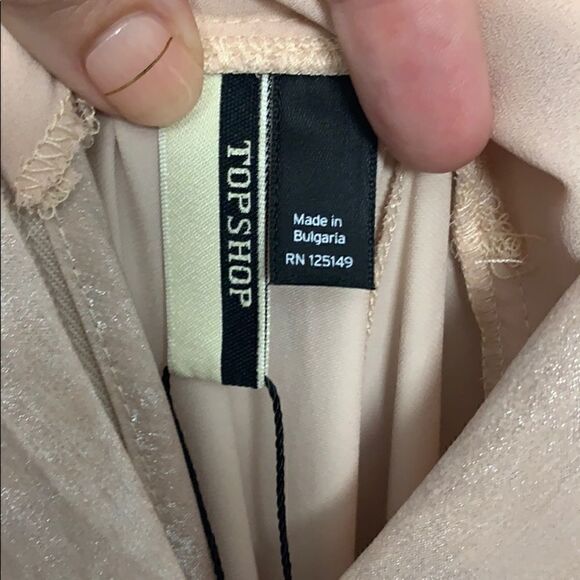 TOPSHOP
Made in
Bulgaria
RN 125149